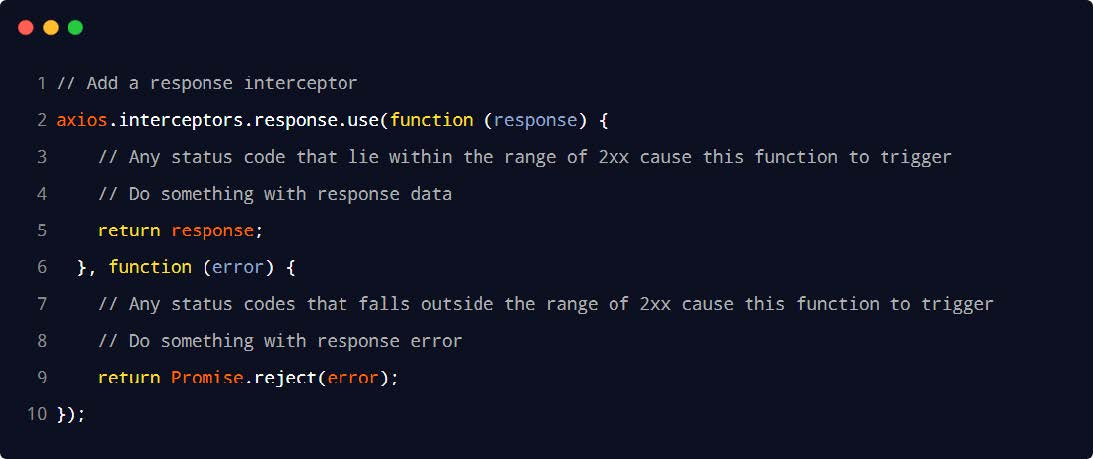 1 // Add a response interceptor
2 axios.interceptors.response.use(function (response) {
3     // Any status code that lie within the range of 2xx cause this function to trigger
4     // Do something with response data
5     return response;
6   }, function (error) {
7     // Any status codes that falls outside the range of 2xx cause this function to trigger
8     // Do something with response error
9     return Promise.reject(error);
10 });